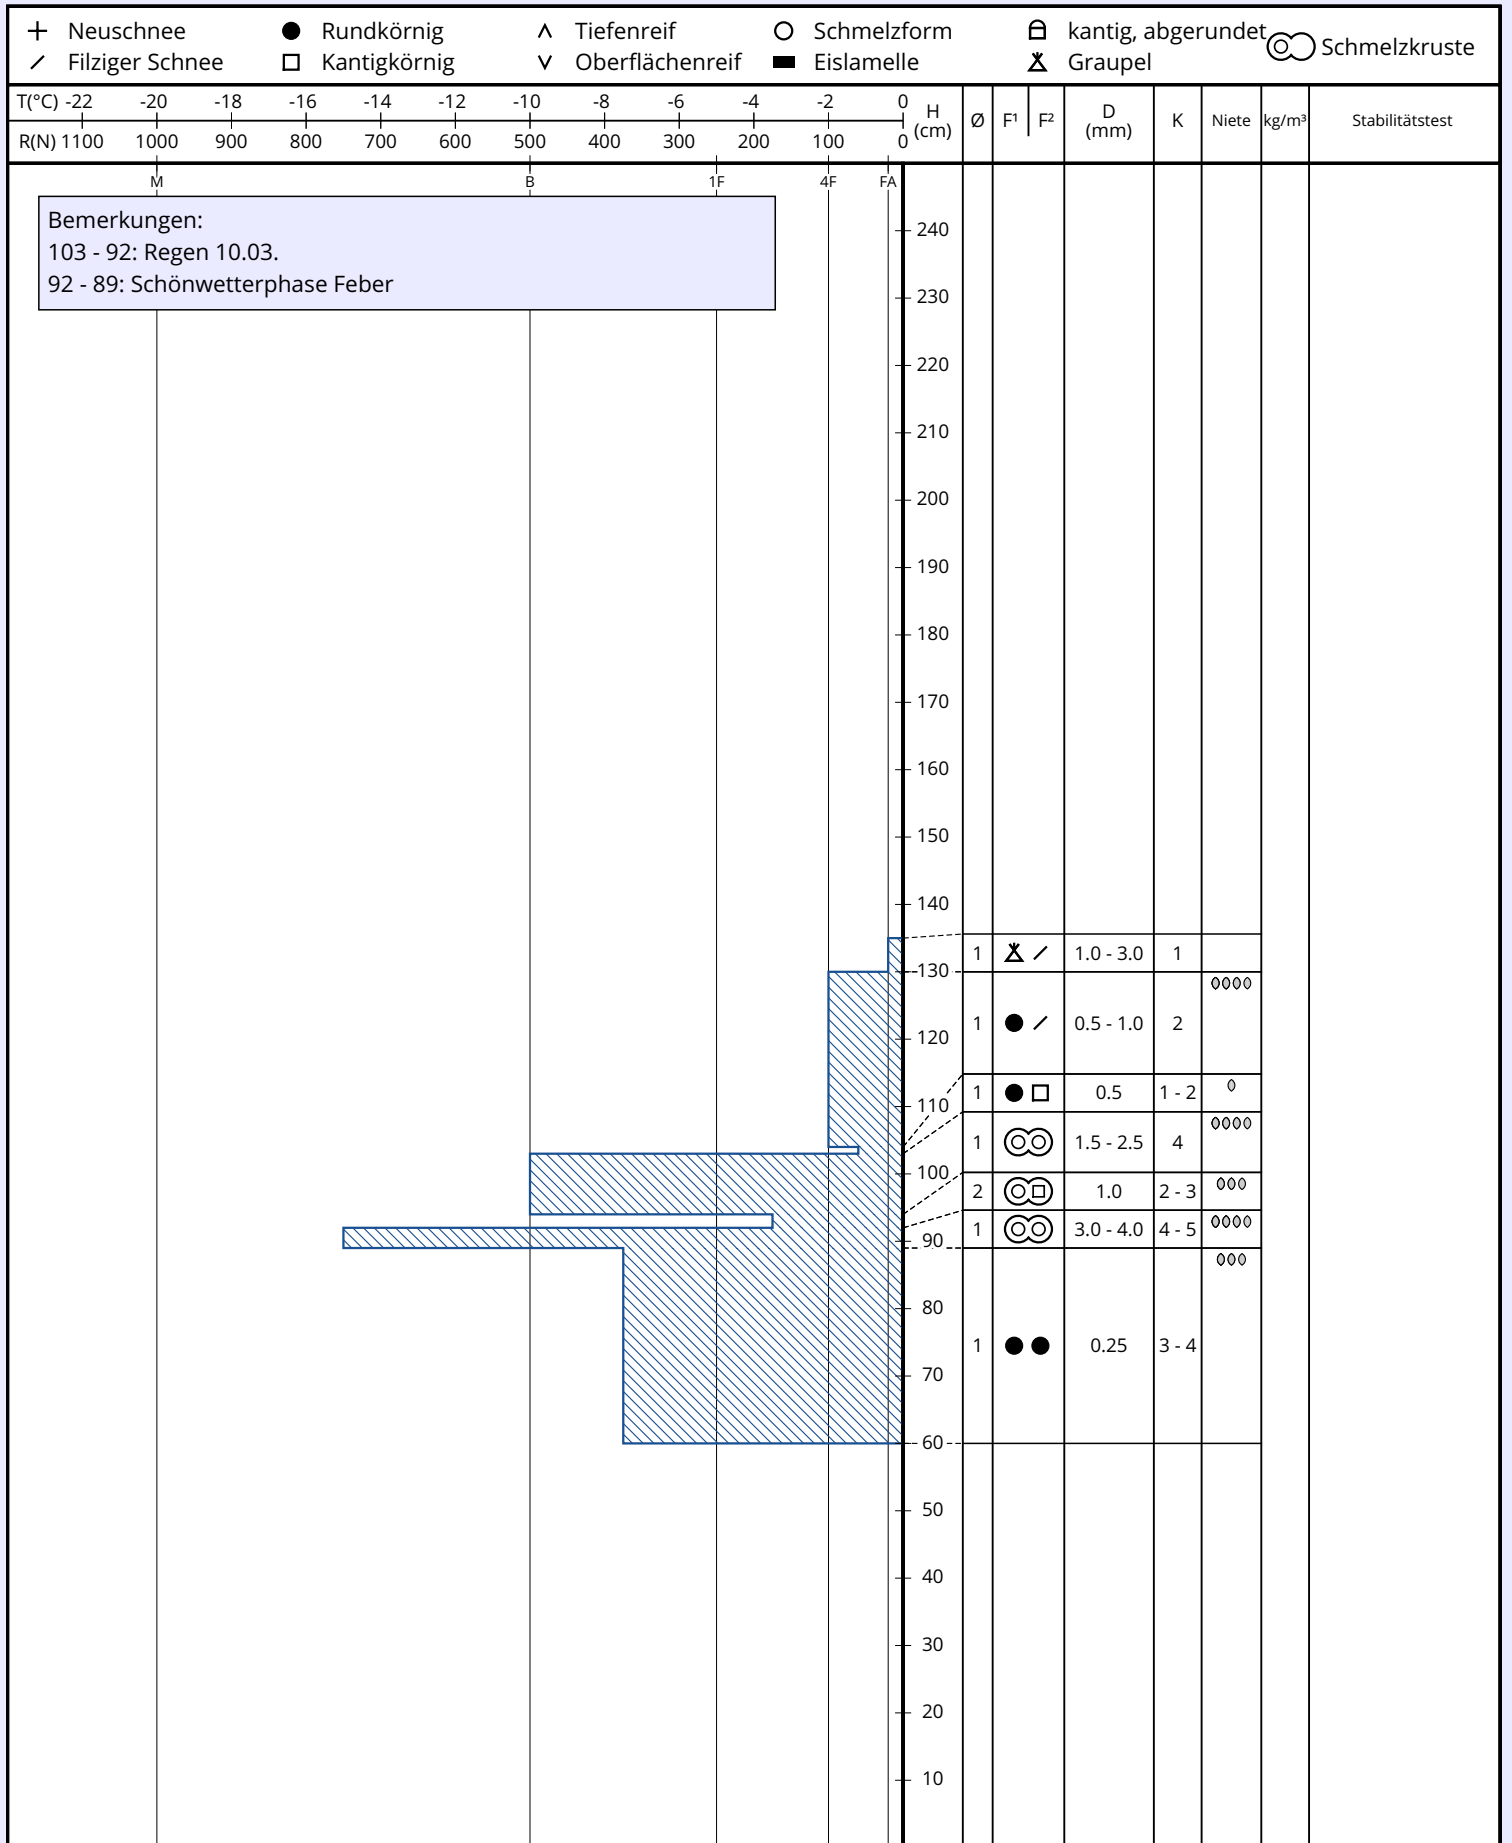 Neuschnee Rundkörnig Tiefenreif Schmelzform kantig, abgerundet Schmelzkruste
Filziger Schnee Kantigkörnig Oberflächenreif Eislamelle Graupel
T(°C) -22 -20 -18 -16 -14 -12 -10 -8 -6 -4 -2 0
R(N) 1100 1000 900 800 700 600 500 400 300 200 100 0
H (cm) Ø F¹ F² D (mm) K Niete kg/m³ Stabilitätstest
M B 1F 4F FA
Bemerkungen:
103 - 92: Regen 10.03.
92 - 89: Schönwetterphase Feber
240
230
220
210
200
190
180
170
160
150
140
1 1.0 - 3.0 1
130
1 0.5 - 1.0 2
120
1 0.5 1 - 2
110
1 1.5 - 2.5 4
100
2 1.0 2 - 3
1 3.0 - 4.0 4 - 5
90
80
1 0.25 3 - 4
70
60
50
40
30
20
10